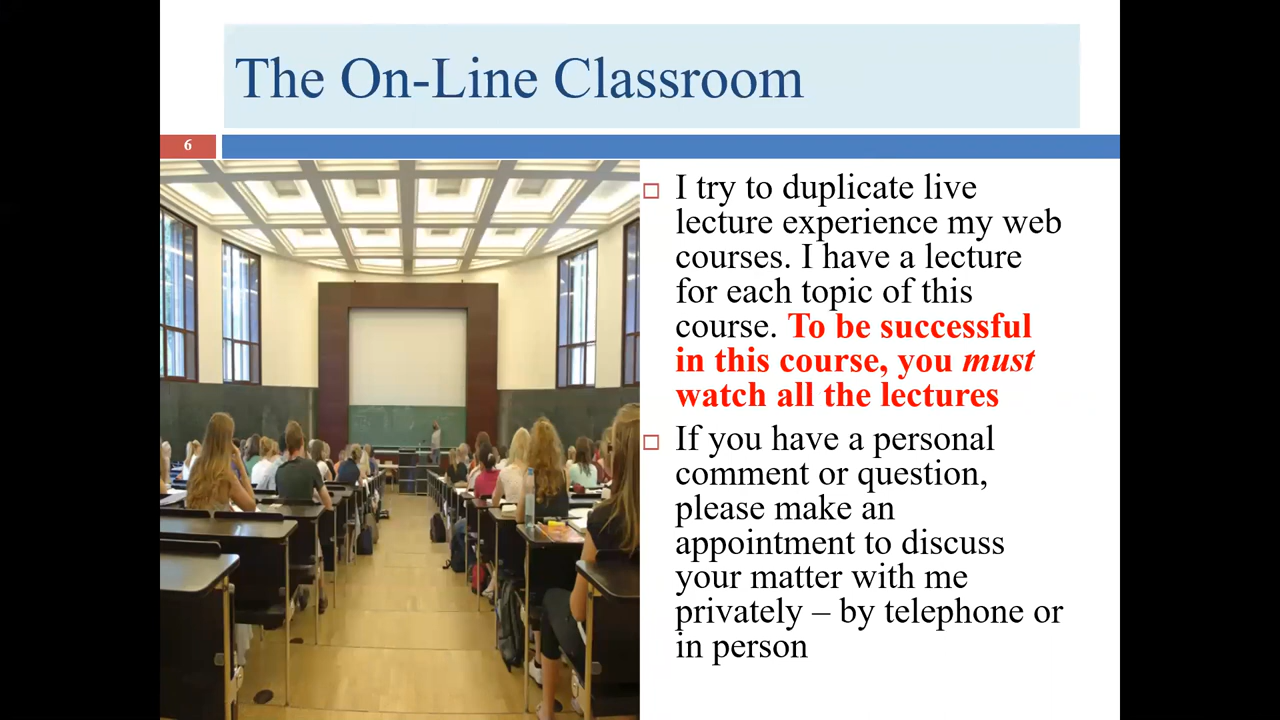 The On-Line Classroom
6
I try to duplicate live
lecture experience my web
courses. I have a lecture
for each topic of this
course. To be successful
in this course, you must
watch all the lectures
If you have a personal
comment or question,
please make an
appointment to discuss
your matter with me
privately – by telephone or
in person